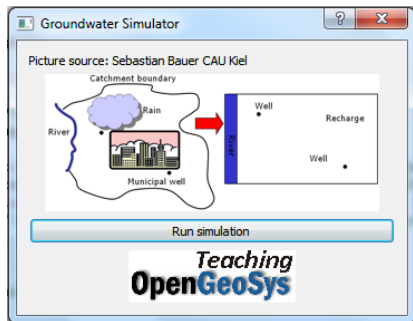 Groundwater Simulator
Picture source: Sebastian Bauer CAU Kiel
Catchment boundary
Rain
River
Municipal well
River
Well
Recharge
Well
Run simulation
Teaching
OpenGeoSys